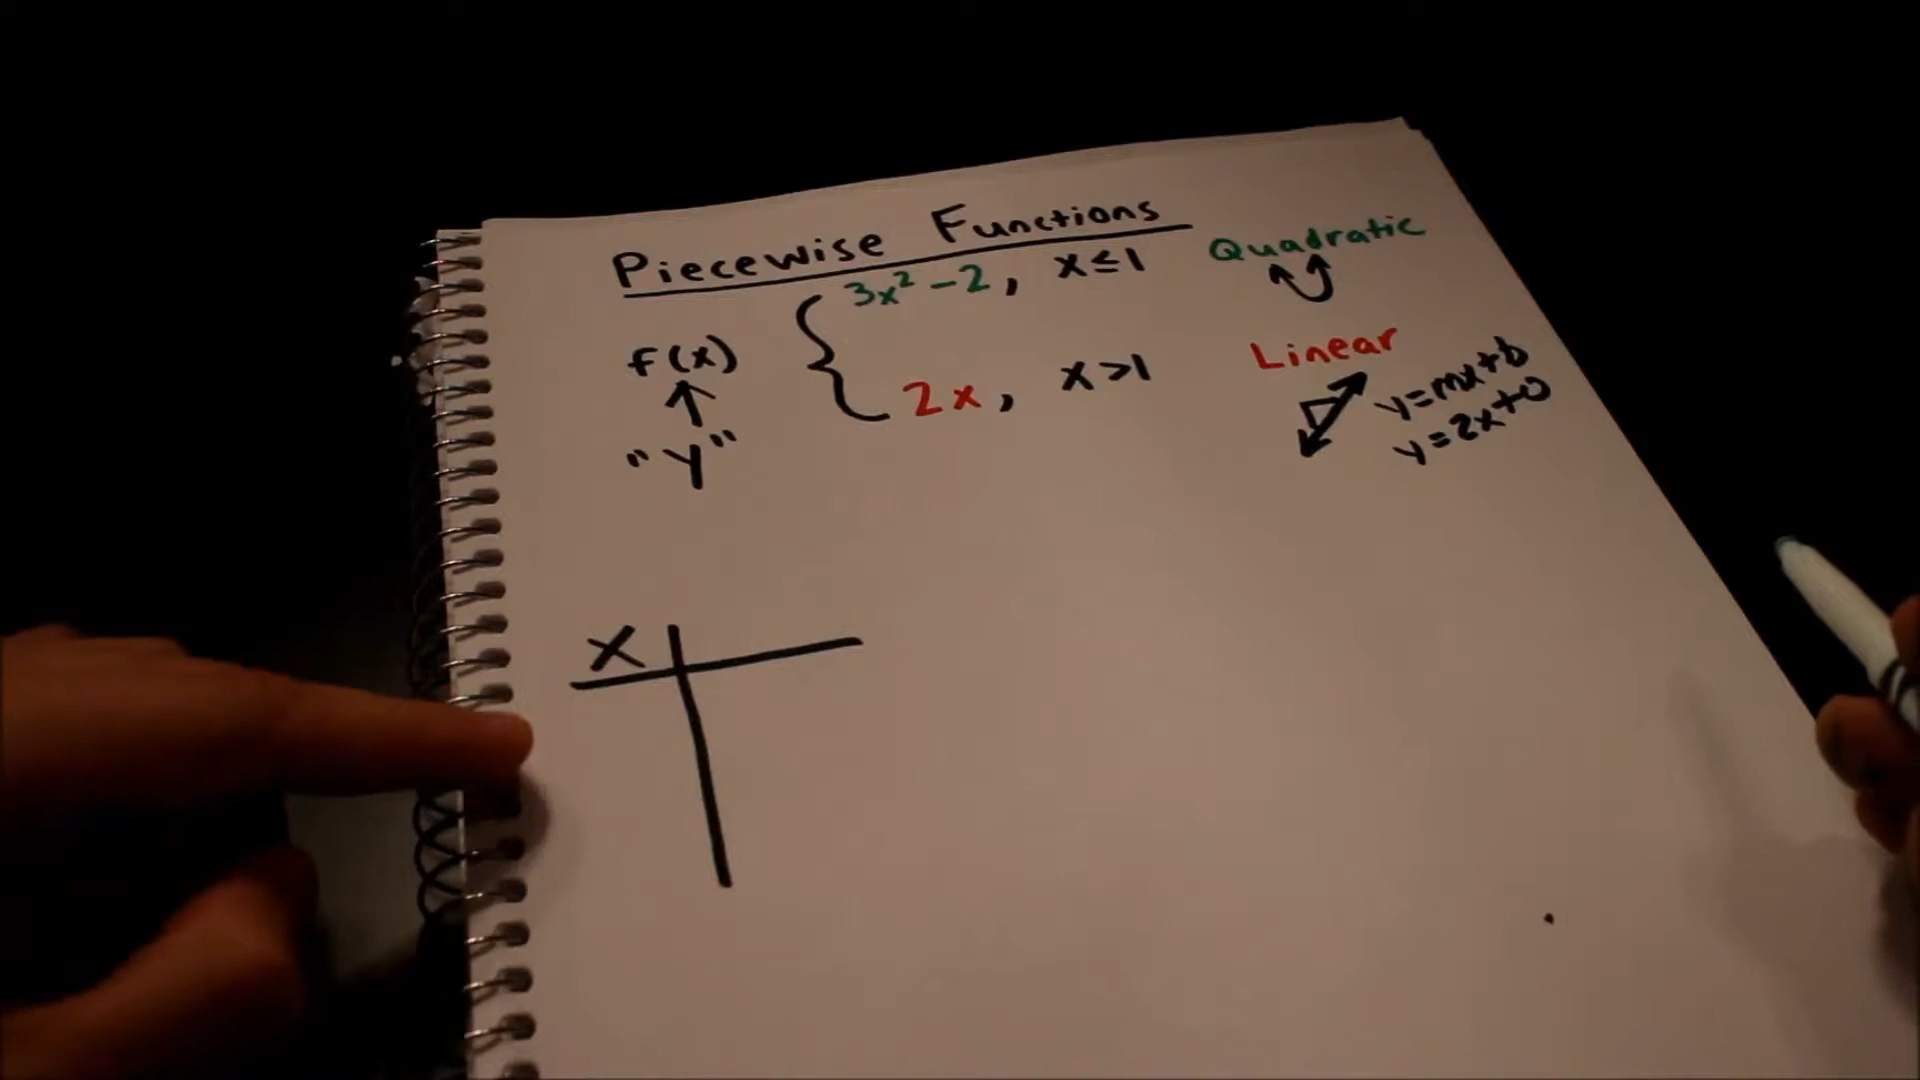 Piecewise Functions
3x² - 2, x ≤ 1
Quadratic
f(x) {
2x, x > 1
Linear
y = mx + b
y = 2x + 0
"Y"
X